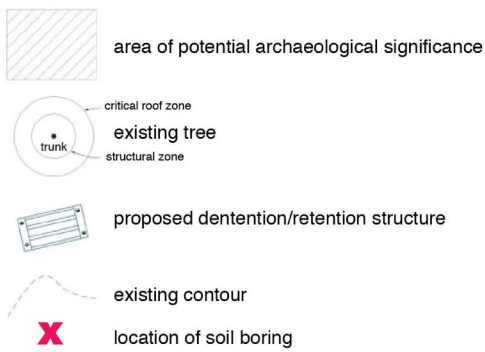 area of potential archaeological significance
critical roof zone
existing tree
trunk
structural zone
proposed dentention/retention structure
existing contour
X location of soil boring